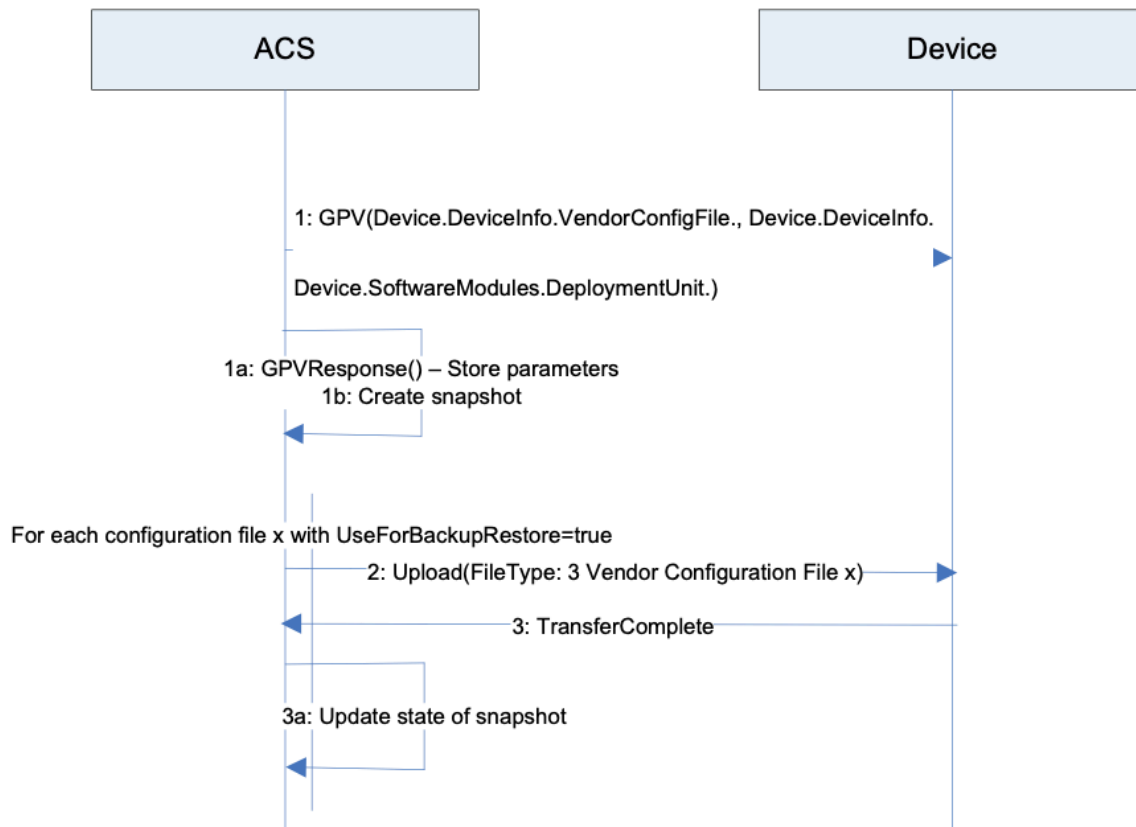 ACS
Device
1: GPV(Device.DeviceInfo.VendorConfigFile., Device.DeviceInfo.
Device.SoftwareModules.DeploymentUnit.)
1a: GPVResponse() – Store parameters
1b: Create snapshot
For each configuration file x with UseForBackupRestore=true
2: Upload(FileType: 3 Vendor Configuration File x)
3: TransferComplete
3a: Update state of snapshot